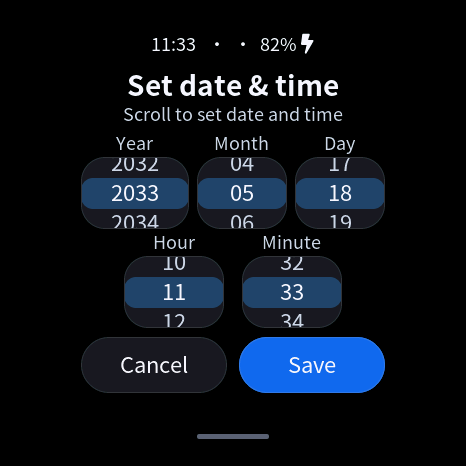 11:33 • • 82%
Set date & time
Scroll to set date and time
Year Month Day
2032 04 17
2033 05 18
2034 06 19
Hour Minute
10 32
11 33
12 34
Cancel Save